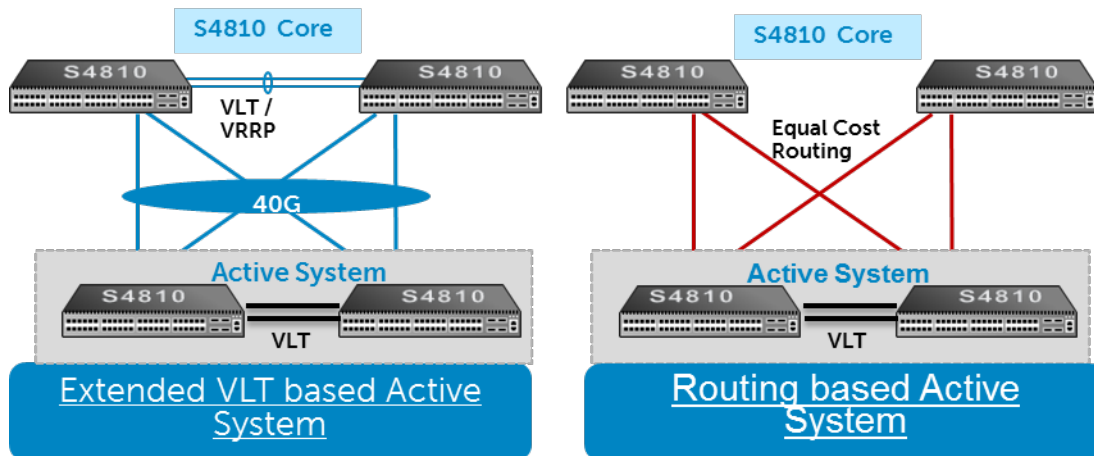 S4810 Core
S4810
S4810
VLT /
VRRP
40G
Active System
S4810
S4810
VLT
Extended VLT based Active
System
S4810 Core
S4810
S4810
Equal Cost
Routing
Active System
S4810
S4810
VLT
Routing based Active
System